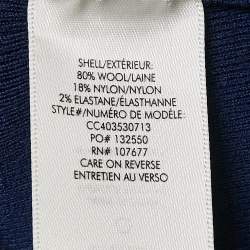 SHELL/EXTÉRIEUR:
80% WOOL/LAINE
18% NYLON/NYLON
2% ELASTANE/ÉLASTHANNE
STYLE#/NUMÉRO DE MODÈLE:
CC403530713
PO# 132550
RN# 107677
CARE ON REVERSE
ENTRETIEN AU VERSO